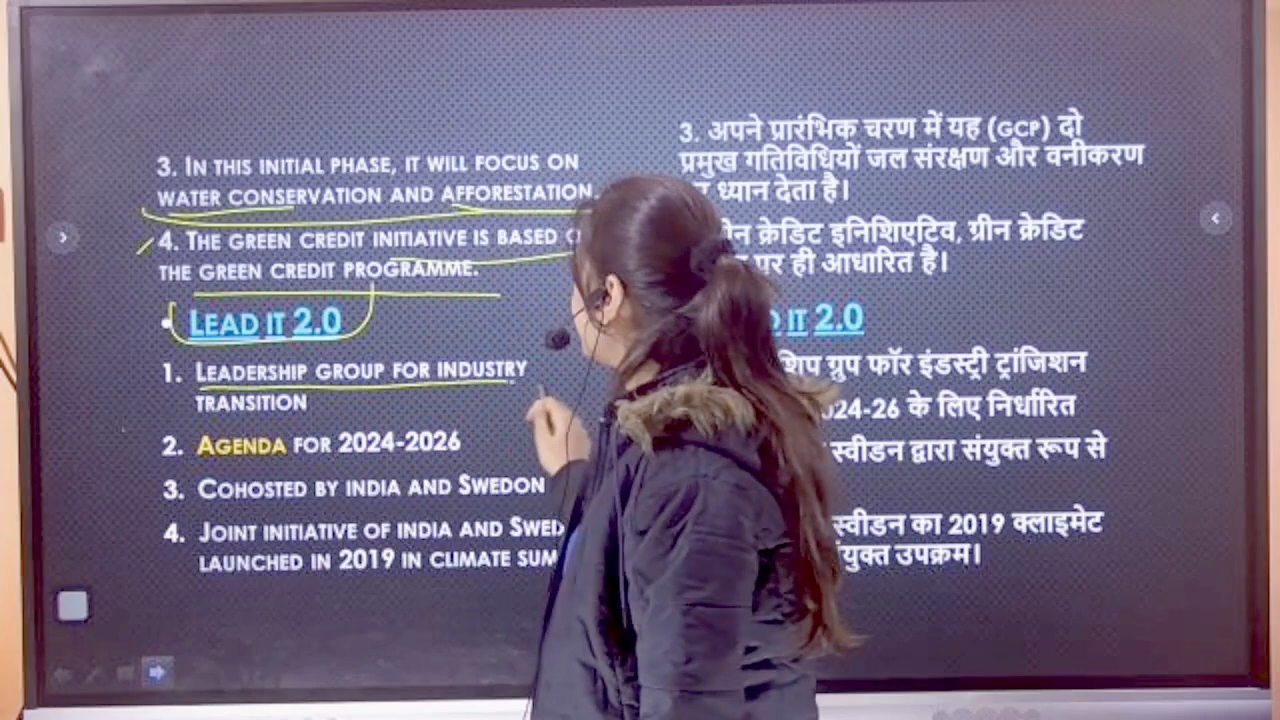 3. IN THIS INITIAL PHASE, IT WILL FOCUS ON
WATER CONSERVATION AND AFFORESTATION.
4. THE GREEN CREDIT INITIATIVE IS BASED
THE GREEN CREDIT PROGRAMME.
• LEAD IT 2.0
1. LEADERSHIP GROUP FOR INDUSTRY
TRANSITION
2. AGENDA FOR 2024-2026
3. COHOSTED BY INDIA AND SWEDON
4. JOINT INITIATIVE OF INDIA AND
LAUNCHED IN 2019 IN CLIMATE
3. अपने प्रारंभिक चरण में यह (GCP) दो
प्रमुख गतिविधियों जल संरक्षण और वनीकरण
ध्यान देता है।
क्रेडिट इनिशिएटिव, ग्रीन क्रेडिट
पर ही आधारित है।
IT 2.0
ग्रुप फॉर इंडस्ट्री ट्रांजिशन
के लिए निर्धारित
स्वीडन द्वारा संयुक्त रूप से
स्वीडन का 2019 क्लाइमेट
उपक्रम।